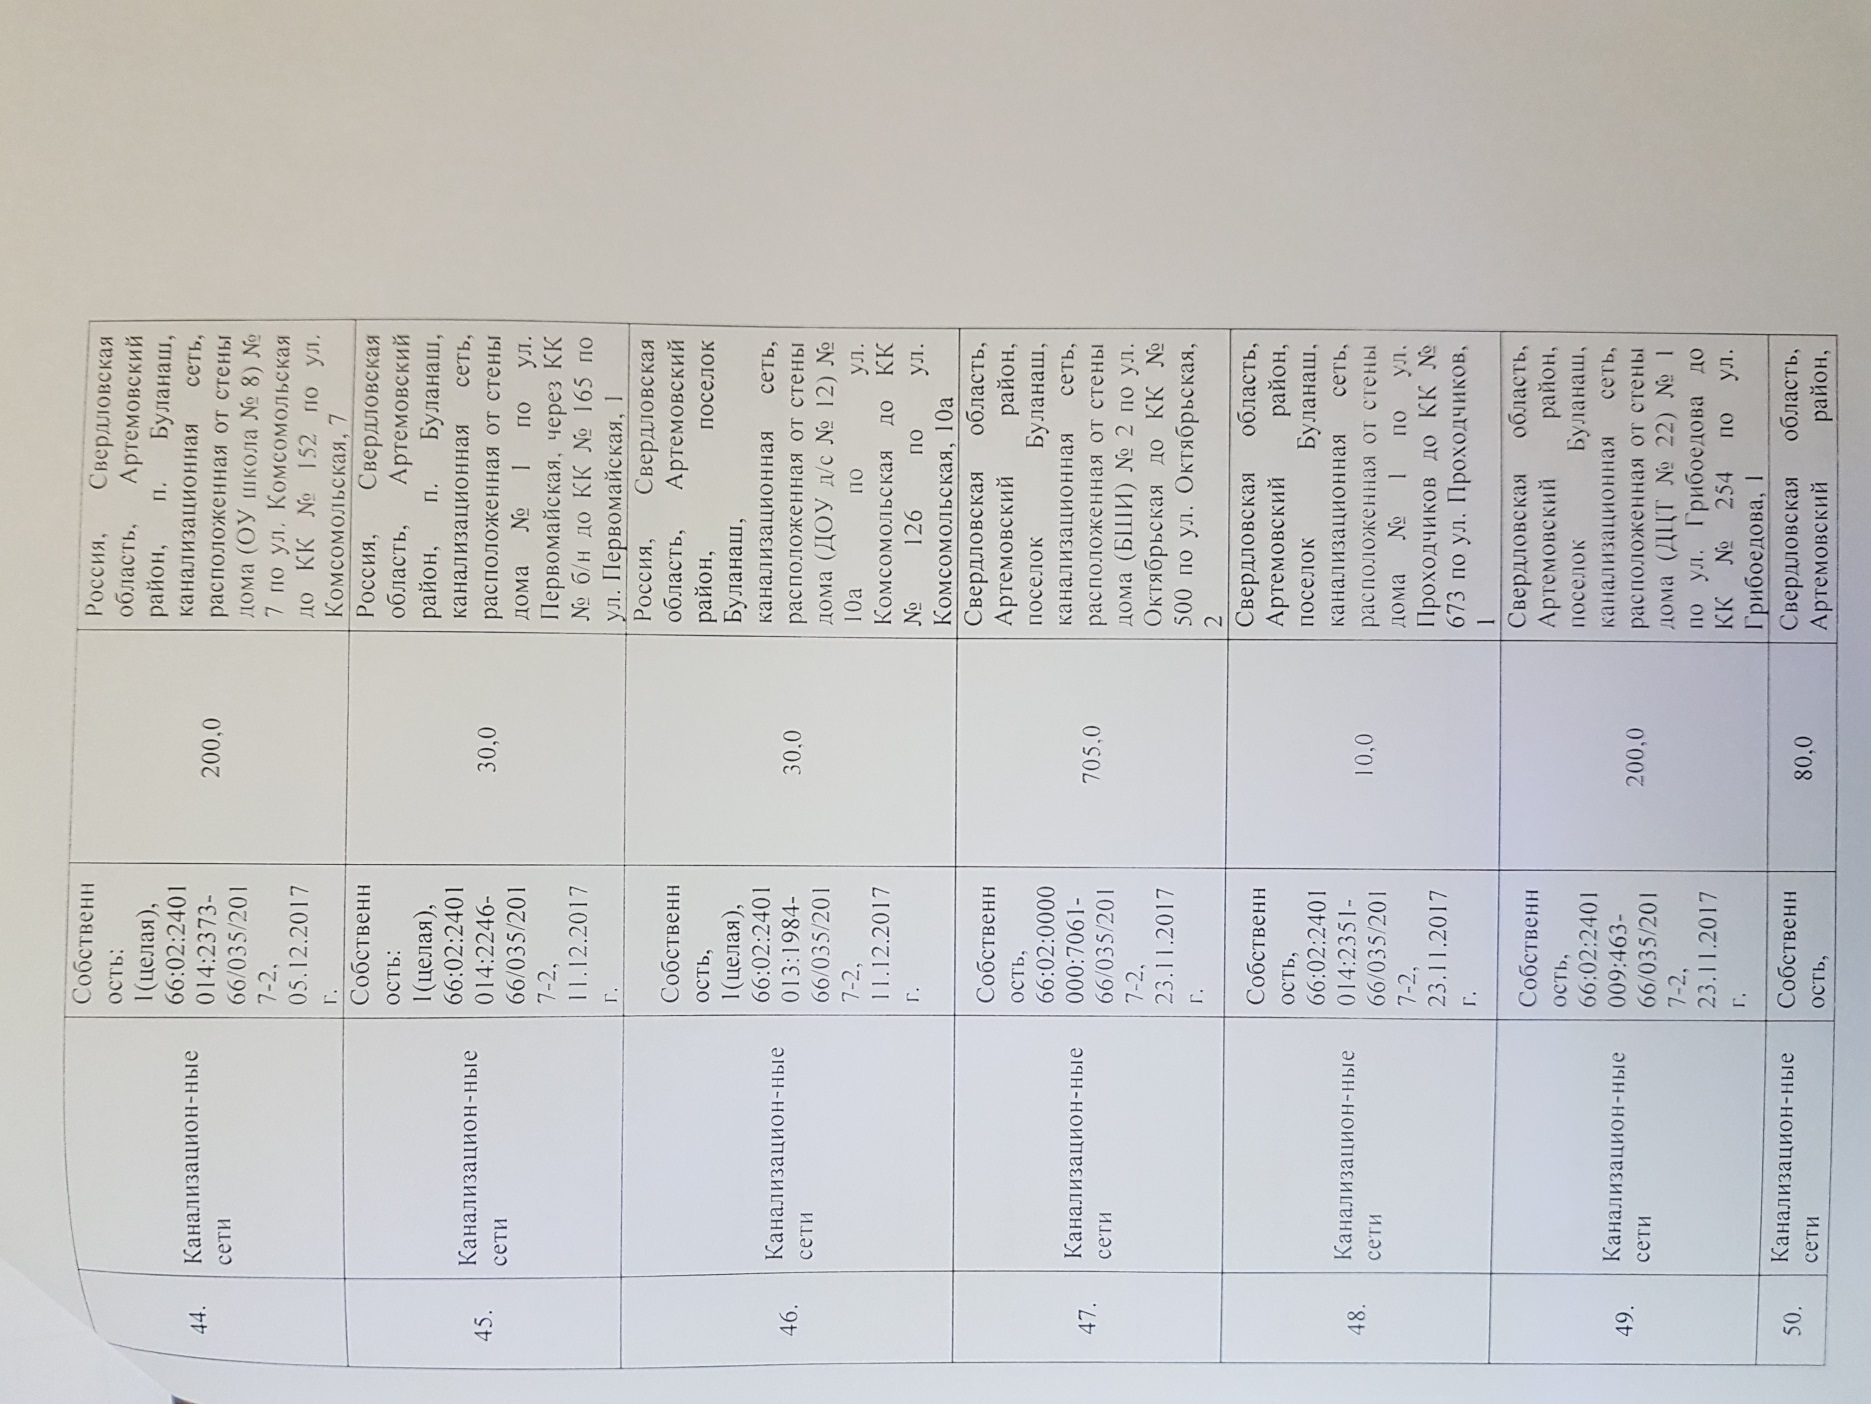 44.
Канализацион-ные
сети
Собственн
ость:
1(целая),
66:02:2401
014:2373-
66/035/201
7-2,
05.12.2017
г.
200,0
Россия, Свердловская
область, Артемовский
район, п. Буланаш,
канализационная сеть,
расположенная от стены
дома (ОУ школа № 8) №
7 по ул. Комсомольская
до КК № 152 по ул.
Комсомольская, 7
45.
Канализацион-ные
сети
Собственн
ость:
1(целая),
66:02:2401
014:2246-
66/035/201
7-2,
11.12.2017
г.
30,0
Россия, Свердловская
область, Артемовский
район, п. Буланаш,
канализационная сеть,
расположенная от стены
дома № 1 по ул.
Первомайская, через КК
№ б/н до КК № 165 по
ул. Первомайская, 1
46.
Канализацион-ные
сети
Собственн
ость,
1(целая),
66:02:2401
013:1984-
66/035/201
7-2,
11.12.2017
г.
30,0
Россия, Свердловская
область, Артемовский
район, поселок
Буланаш,
канализационная сеть,
расположенная от стены
дома (ДОУ д/с № 12) №
10а по ул.
Комсомольская до КК
№ 126 по ул.
Комсомольская, 10а
47.
Канализацион-ные
сети
Собственн
ость,
66:02:0000
000:7061-
66/035/201
7-2,
23.11.2017
г.
705,0
Свердловская область,
Артемовский район,
поселок Буланаш,
канализационная сеть,
расположенная от стены
дома (БШИ) № 2 по ул.
Октябрьская до КК №
500 по ул. Октябрьская,
2
48.
Канализацион-ные
сети
Собственн
ость,
66:02:2401
014:2351-
66/035/201
7-2,
23.11.2017
г.
10,0
Свердловская область,
Артемовский район,
поселок Буланаш,
канализационная сеть,
расположенная от стены
дома № 1 по ул.
Проходчиков до КК №
673 по ул. Проходчиков,
1
49.
Канализацион-ные
сети
Собственн
ость,
66:02:2401
009:463-
66/035/201
7-2,
23.11.2017
г.
200,0
Свердловская область,
Артемовский район,
поселок Буланаш,
канализационная сеть,
расположенная от стены
дома (ДЦТ № 22) № 1
по ул. Грибоедова до
КК № 254 по ул.
Грибоедова, 1
50.
Канализацион-ные
сети
Собственн
ость,
80,0
Свердловская область,
Артемовский район,